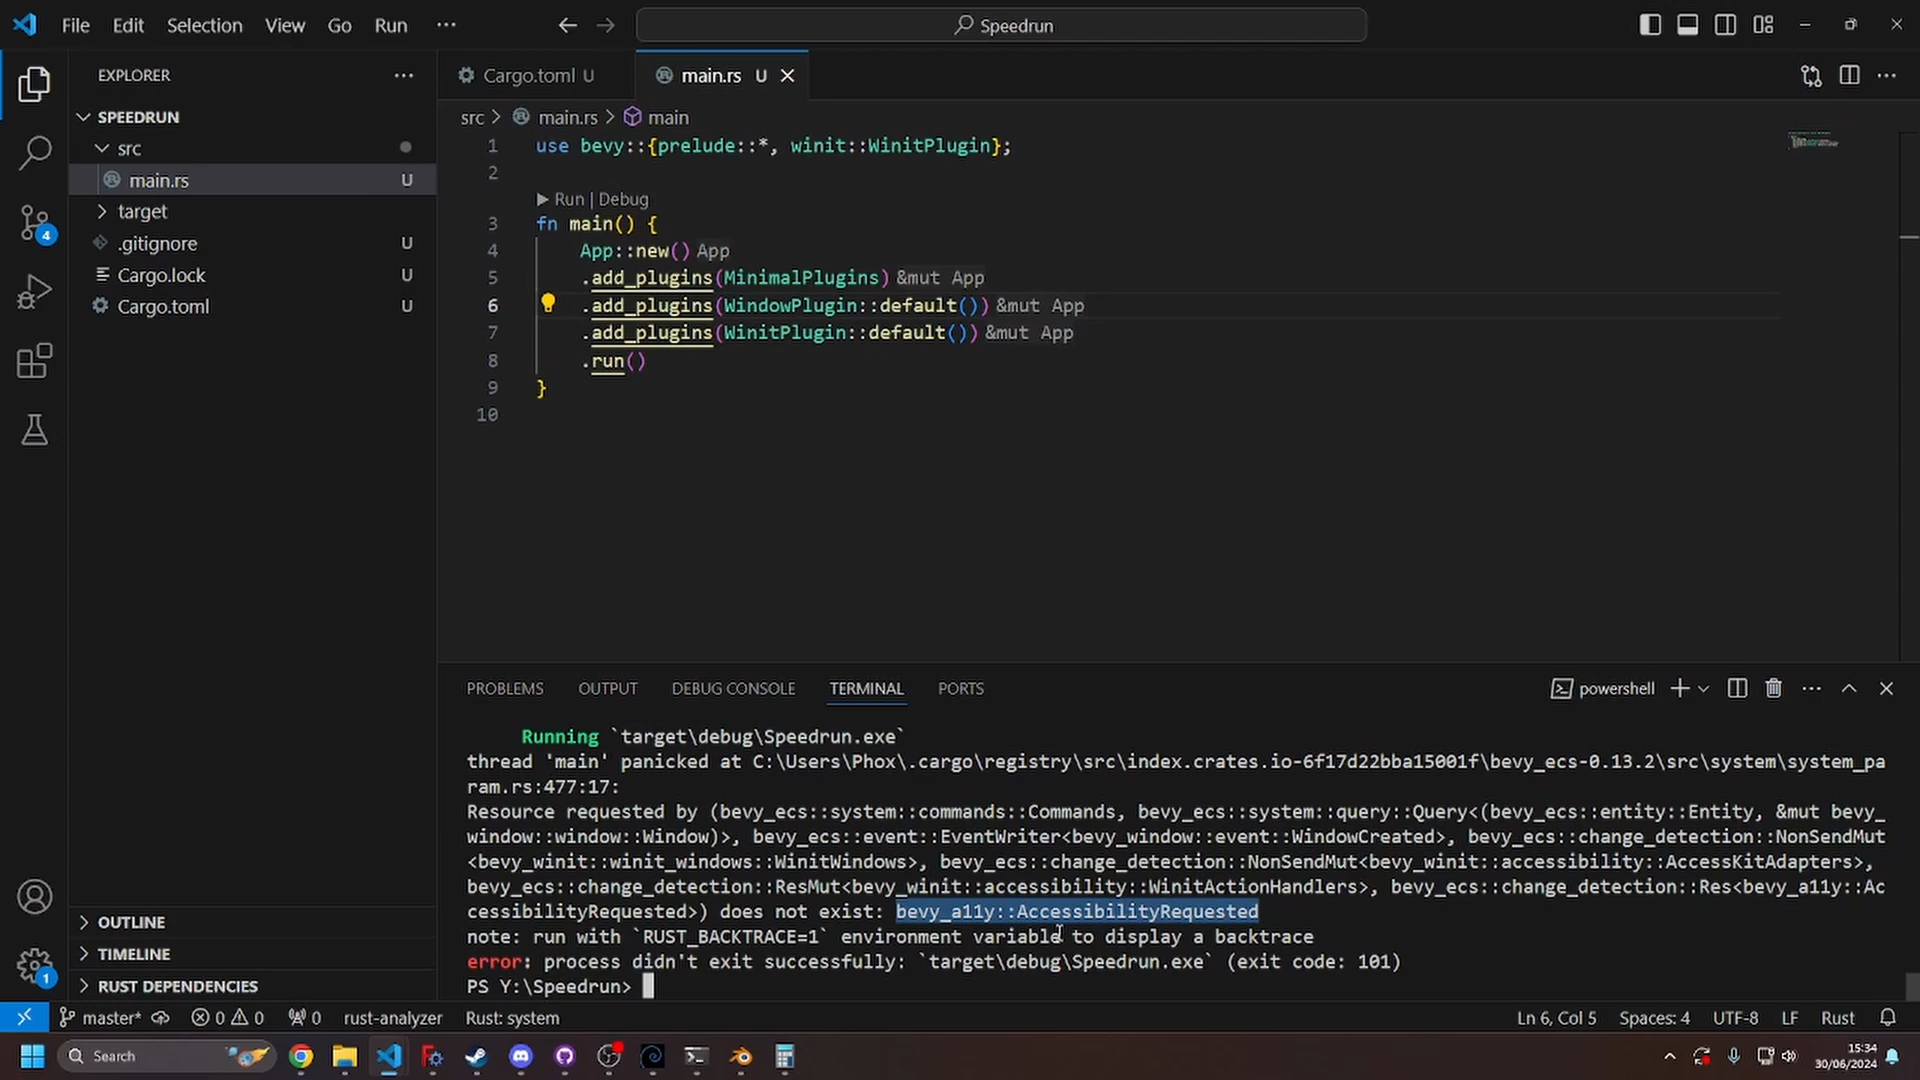 File Edit Selection View Go Run ··· Speedrun
EXPLORER ···
SPEEDRUN
src
main.rs U
target
.gitignore U
Cargo.lock U
Cargo.toml U
OUTLINE
TIMELINE
RUST DEPENDENCIES
4
1
Cargo.toml U main.rs U
src > main.rs > main
1 use bevy::{prelude::*, winit::WinitPlugin};
2
Run | Debug
3 fn main() {
4 App::new() App
5 .add_plugins(MinimalPlugins) &mut App
6 .add_plugins(WindowPlugin::default()) &mut App
7 .add_plugins(WinitPlugin::default()) &mut App
8 .run()
9 }
10
PROBLEMS OUTPUT DEBUG CONSOLE TERMINAL PORTS powershell
Running `target\debug\Speedrun.exe`
thread 'main' panicked at C:\Users\Phox\.cargo\registry\src\index.crates.io-6f17d22bba15001f\bevy_ecs-0.13.2\src\system\system_pa
ram.rs:477:17:
Resource requested by (bevy_ecs::system::commands::Commands, bevy_ecs::system::query::Query<(bevy_ecs::entity::Entity, &mut bevy_
window::window::Window)>, bevy_ecs::event::EventWriter<bevy_window::event::WindowCreated>, bevy_ecs::change_detection::NonSendMut
<bevy_winit::winit_windows::WinitWindows>, bevy_ecs::change_detection::NonSendMut<bevy_winit::accessibility::AccessKitAdapters>,
bevy_ecs::change_detection::ResMut<bevy_winit::accessibility::WinitActionHandlers>, bevy_ecs::change_detection::Res<bevy_a11y::Ac
cessibilityRequested>) does not exist: bevy_a11y::AccessibilityRequested
note: run with `RUST_BACKTRACE=1` environment variable to display a backtrace
error: process didn't exit successfully: `target\debug\Speedrun.exe` (exit code: 101)
PS Y:\Speedrun>
master* 0 0 0 rust-analyzer Rust: system Ln 6, Col 5 Spaces: 4 UTF-8 LF Rust
Search
15:34
30/06/2024